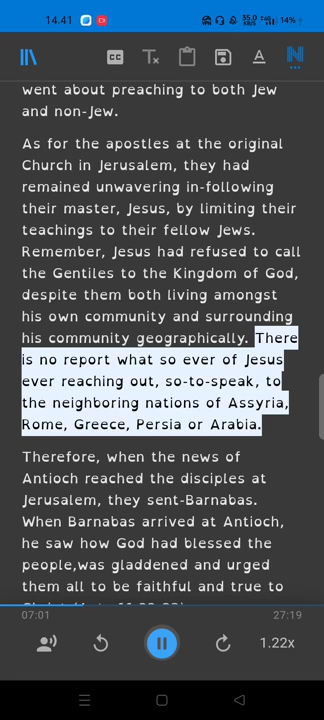 14.41
55.0
KB/S
14%
CC
A
N
went about preaching to both Jew
and non-Jew.
As for the apostles at the original
Church in Jerusalem, they had
remained unwavering in-following
their master, Jesus, by limiting their
teachings to their fellow Jews.
Remember, Jesus had refused to call
the Gentiles to the Kingdom of God,
despite them both living amongst
his own community and surrounding
his community geographically. There
is no report what so ever of Jesus
ever reaching out, so-to-speak, to
the neighboring nations of Assyria,
Rome, Greece, Persia or Arabia.
Therefore, when the news of
Antioch reached the disciples at
Jerusalem, they sent-Barnabas.
When Barnabas arrived at Antioch,
he saw how God had blessed the
people,was gladdened and urged
them all to be faithful and true to
07:01
27:19
1.22x